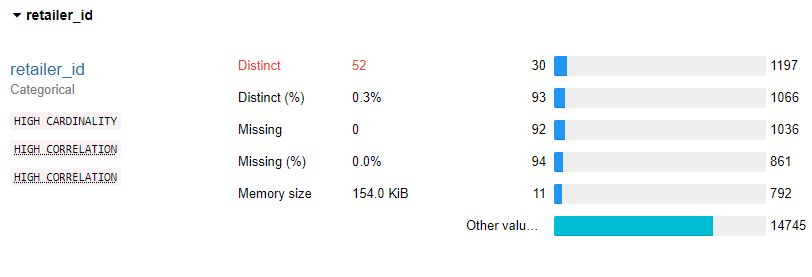 retailer_id
retailer_id
Categorical
HIGH CARDINALITY
HIGH CORRELATION
HIGH CORRELATION
Distinct 52
Distinct (%) 0.3%
Missing 0
Missing (%) 0.0%
Memory size 154.0 KiB
30 1197
93 1066
92 1036
94 861
11 792
Other valu... 14745